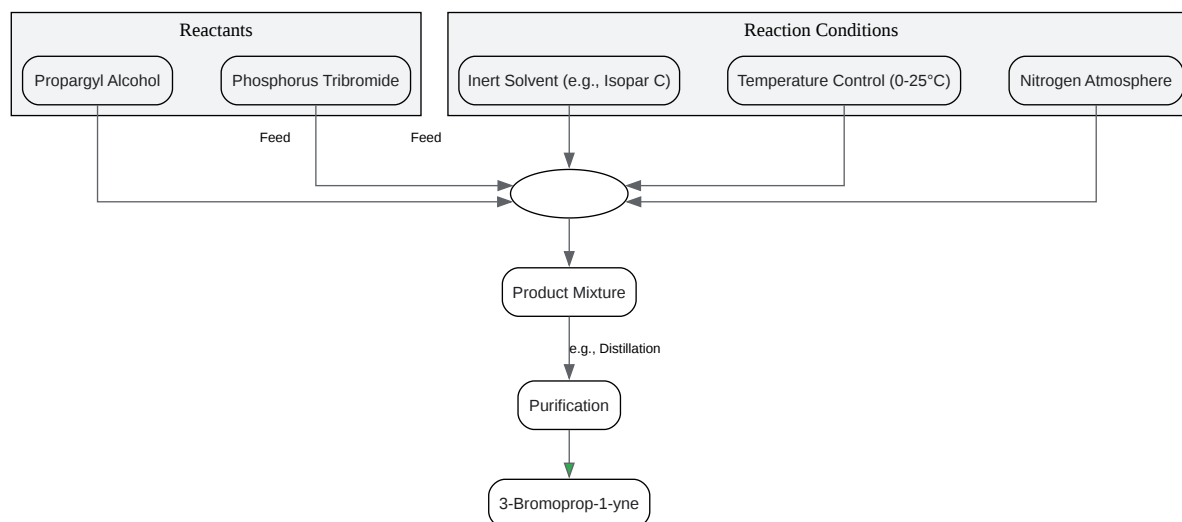 Reactants
Reaction Conditions
Propargyl Alcohol
Phosphorus Tribromide
Inert Solvent (e.g., Isopar C)
Temperature Control (0-25°C)
Nitrogen Atmosphere
Feed
Feed
Product Mixture
e.g., Distillation
Purification
3-Bromoprop-1-yne